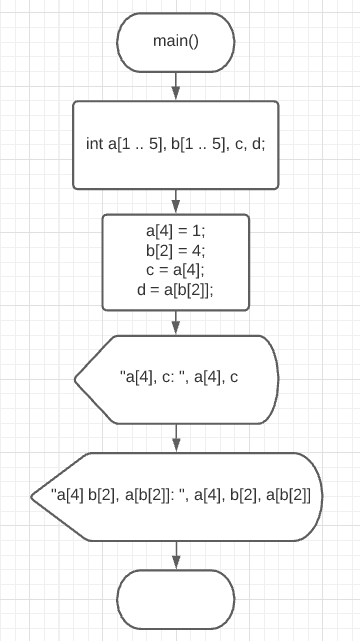 main()
int a[1 .. 5], b[1 .. 5], c, d;
a[4] = 1;
b[2] = 4;
c = a[4];
d = a[b[2]];
"a[4], c: ", a[4], c
"a[4] b[2], a[b[2]]: ", a[4], b[2], a[b[2]]